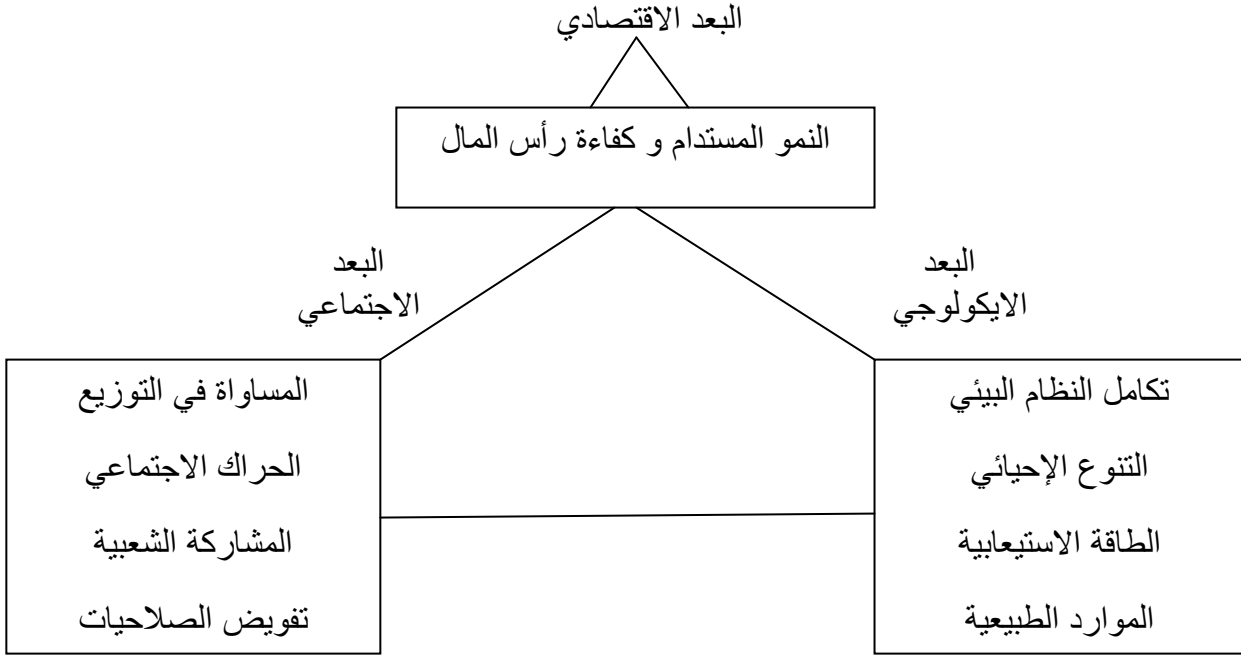 البعد الاقتصادي
النمو المستدام و كفاءة رأس المال
البعد
الايكولوجي
البعد
الاجتماعي
تكامل النظام البيئي
التنوع الإحيائي
الطاقة الاستيعابية
الموارد الطبيعية
المساواة في التوزيع
الحراك الاجتماعي
المشاركة الشعبية
تفويض الصلاحيات